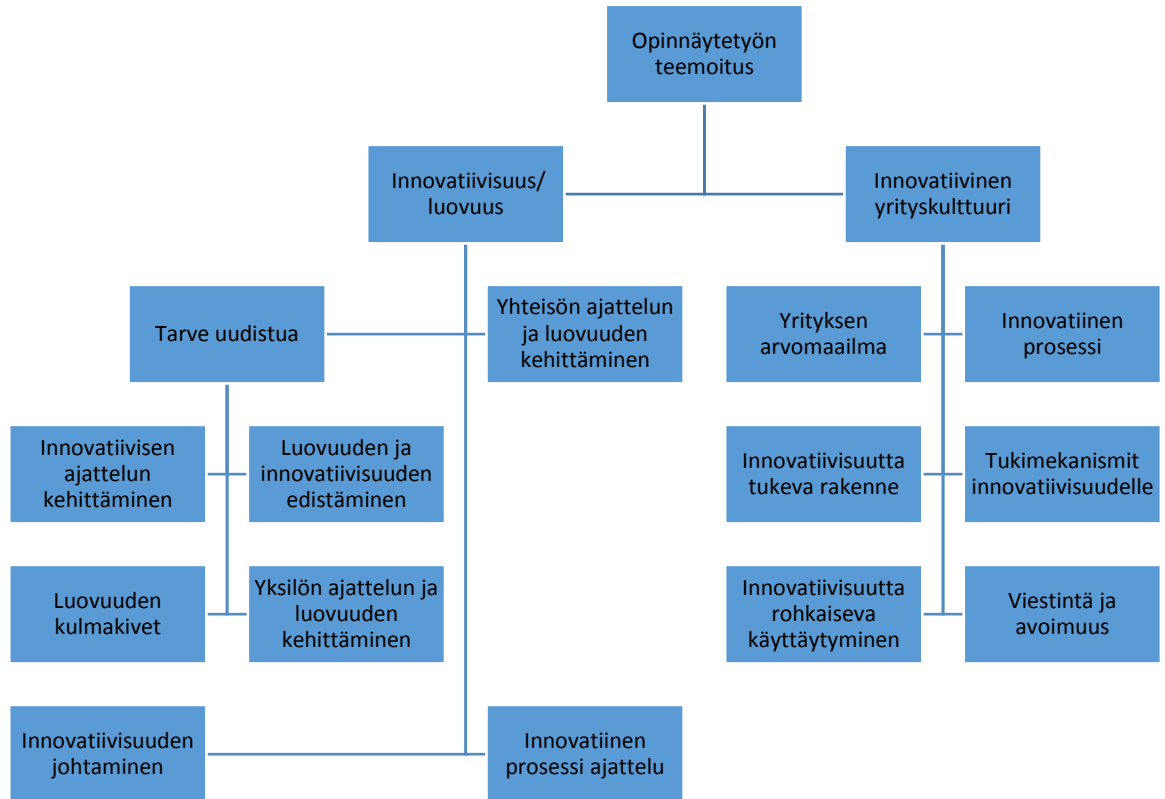 Opinnäytetyön
teemoitus
Innovatiivisuus/
luovuus
Innovatiivinen
yrityskulttuuri
Tarve uudistua
Yhteisön ajattelun
ja luovuuden
kehittäminen
Yrityksen
arvomaailma
Innovatiinen
prosessi
Innovatiivisen
ajattelun
kehittäminen
Luovuuden ja
innovatiivisuuden
edistäminen
Innovatiivisuutta
tukeva rakenne
Tukimekanismit
innovatiivisuudelle
Luovuuden
kulmakivet
Yksilön ajattelun ja
luovuuden
kehittäminen
Innovatiivisuutta
rohkaiseva
käyttäytyminen
Viestintä ja
avoimuus
Innovatiivisuuden
johtaminen
Innovatiinen
prosessi ajattelu